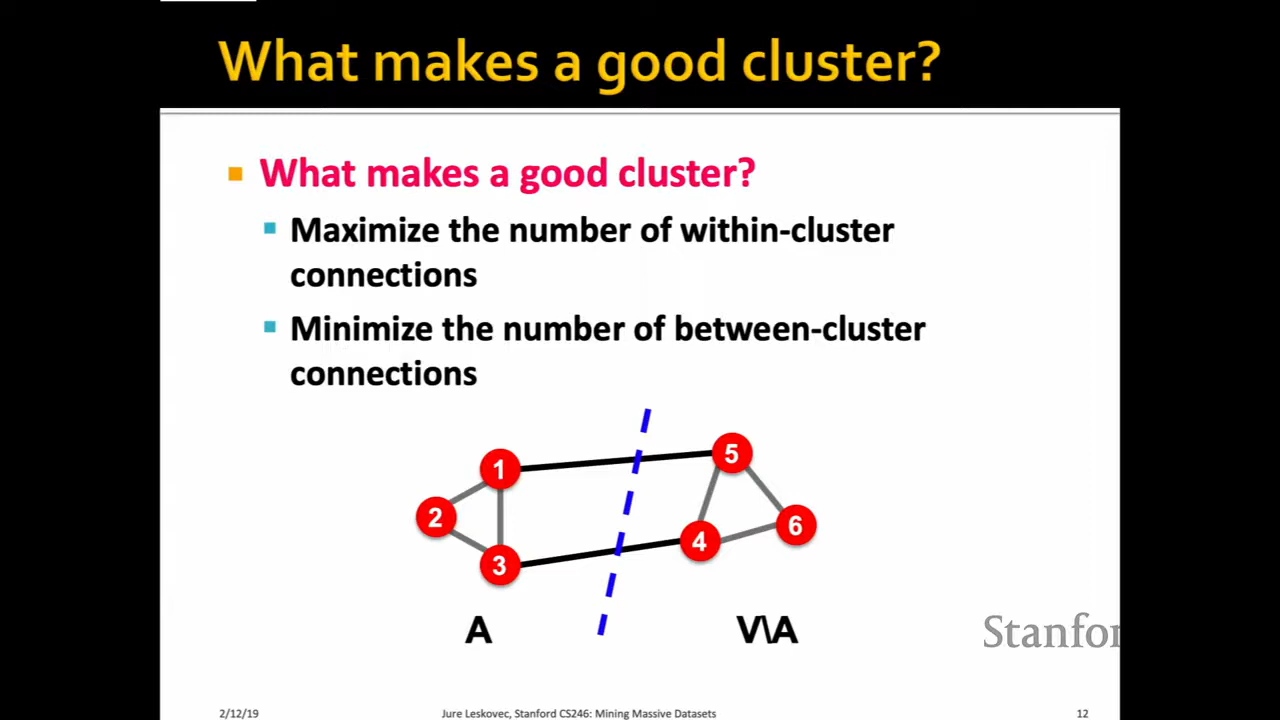 What makes a good cluster?
What makes a good cluster?
Maximize the number of within-cluster
connections
Minimize the number of between-cluster
connections
1
5
2
6
4
3
A
V\A
Stanfor
2/12/19
Jure Leskovec, Stanford CS246: Mining Massive Datasets
12